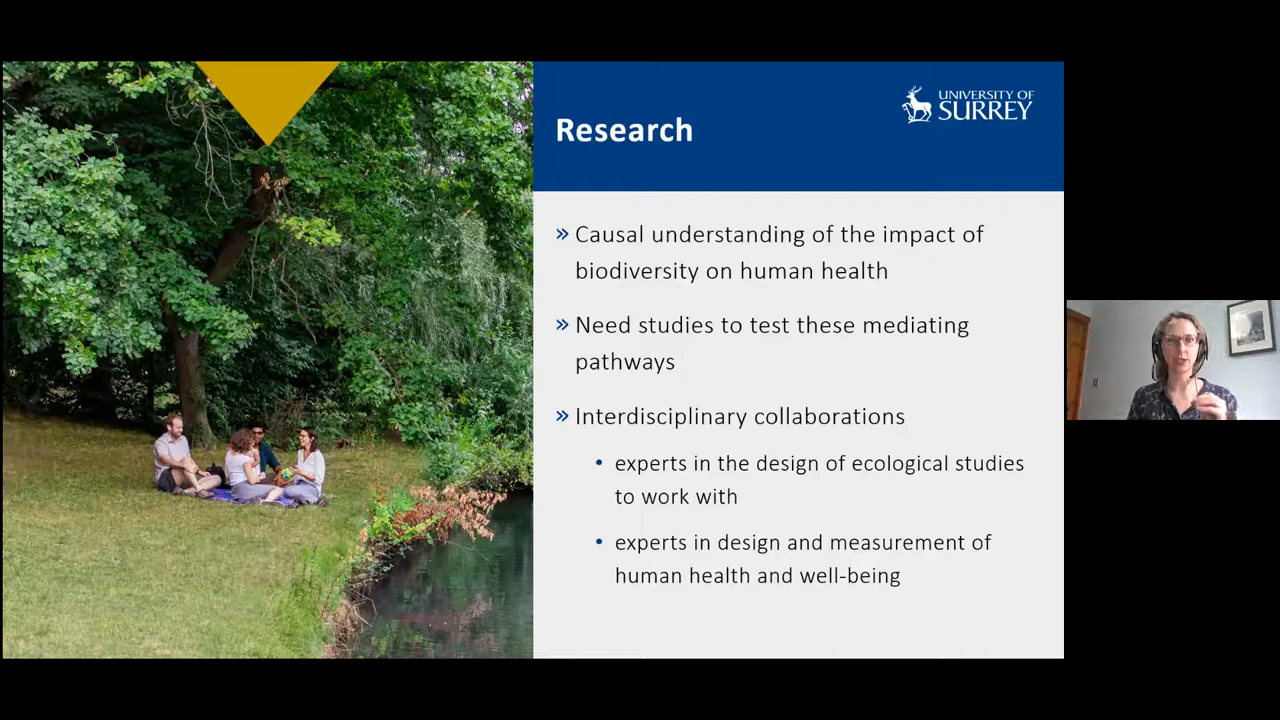 Research
UNIVERSITY OF
SURREY
» Causal understanding of the impact of
biodiversity on human health
» Need studies to test these mediating
pathways
» Interdisciplinary collaborations
• experts in the design of ecological studies
to work with
• experts in design and measurement of
human health and well-being